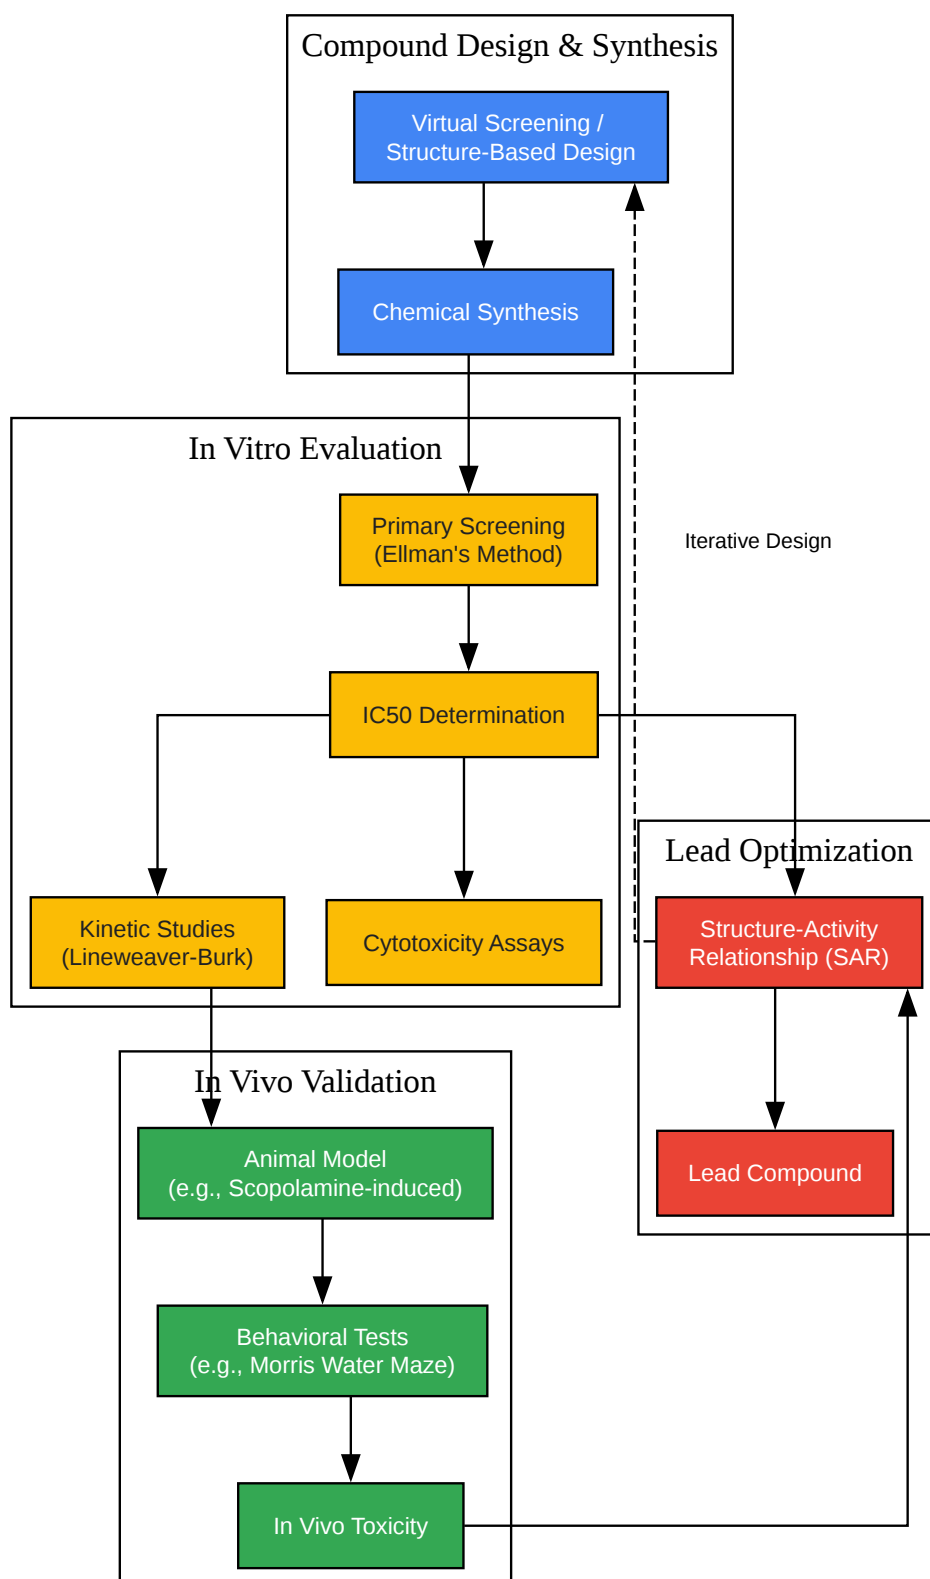 Compound Design & Synthesis
Virtual Screening /
Structure-Based Design
Chemical Synthesis
In Vitro Evaluation
Primary Screening
(Ellman's Method)
Iterative Design
IC50 Determination
Lead Optimization
Kinetic Studies
(Lineweaver-Burk)
Cytotoxicity Assays
Structure-Activity
Relationship (SAR)
In Vivo Validation
Animal Model
(e.g., Scopolamine-induced)
Lead Compound
Behavioral Tests
(e.g., Morris Water Maze)
In Vivo Toxicity